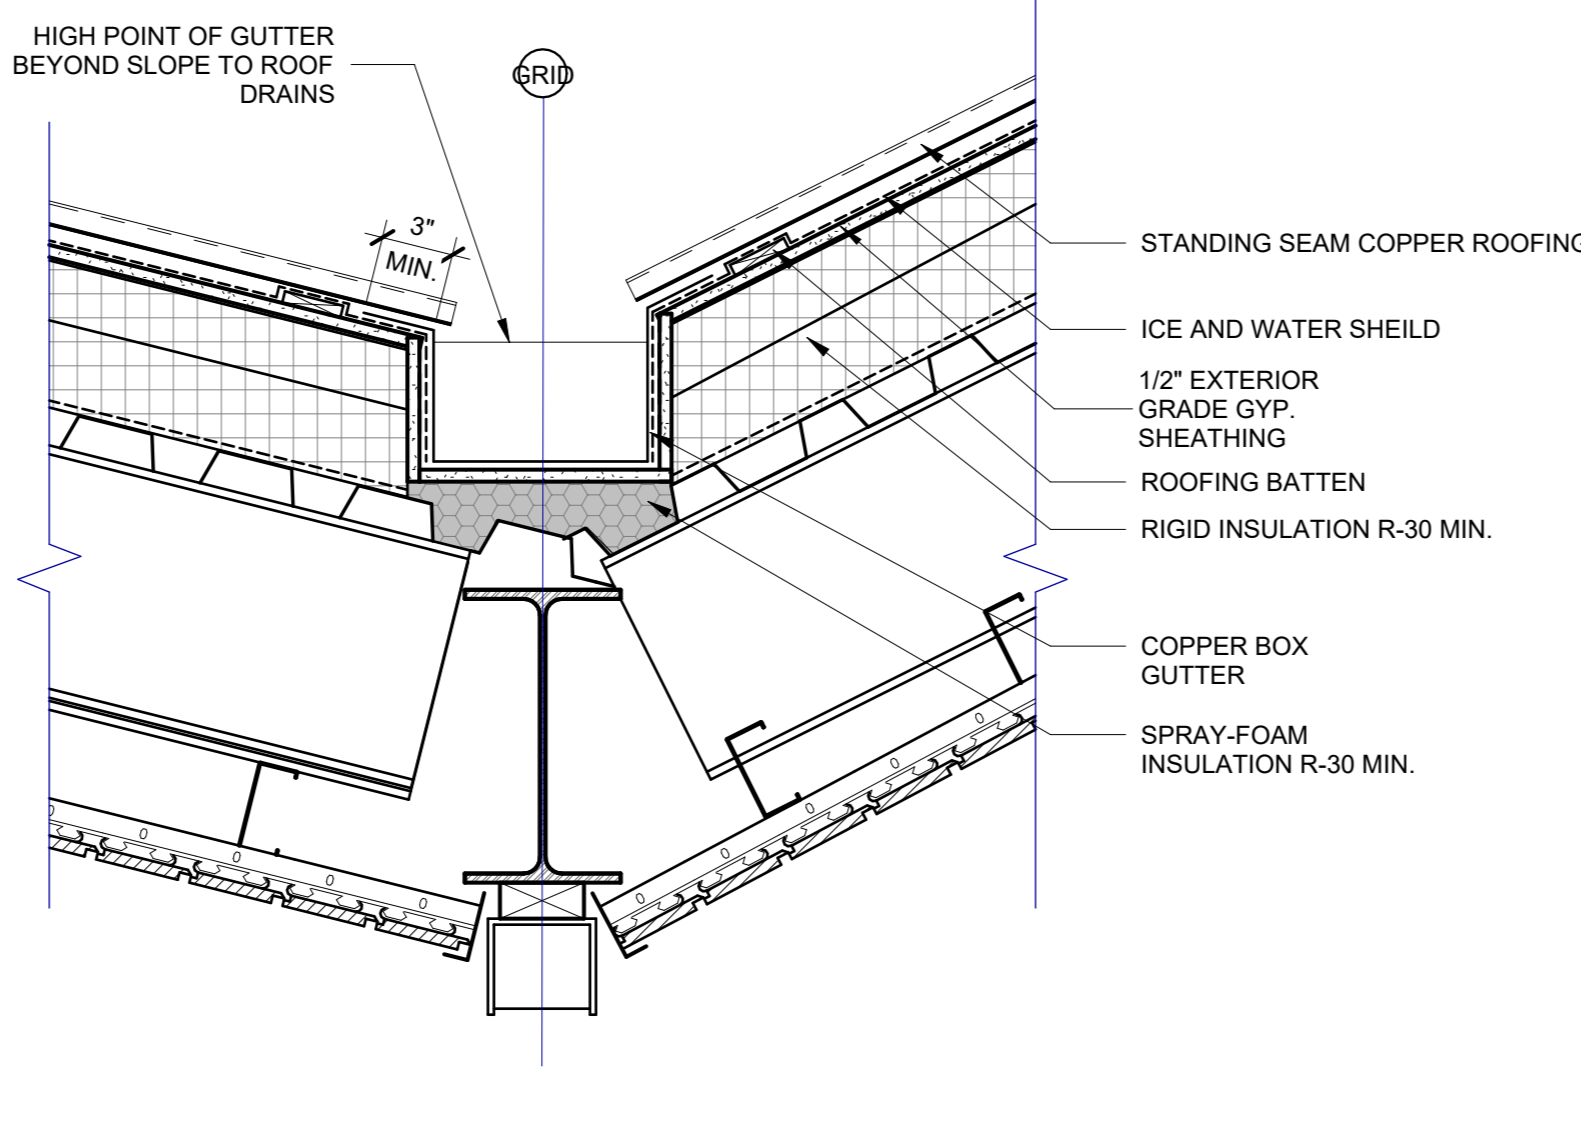 HIGH POINT OF GUTTER
BEYOND SLOPE TO ROOF
DRAINS
GRID
3"
MIN.
STANDING SEAM COPPER ROOFING
ICE AND WATER SHEILD
1/2" EXTERIOR
GRADE GYP.
SHEATHING
ROOFING BATTEN
RIGID INSULATION R-30 MIN.
COPPER BOX
GUTTER
SPRAY-FOAM
INSULATION R-30 MIN.